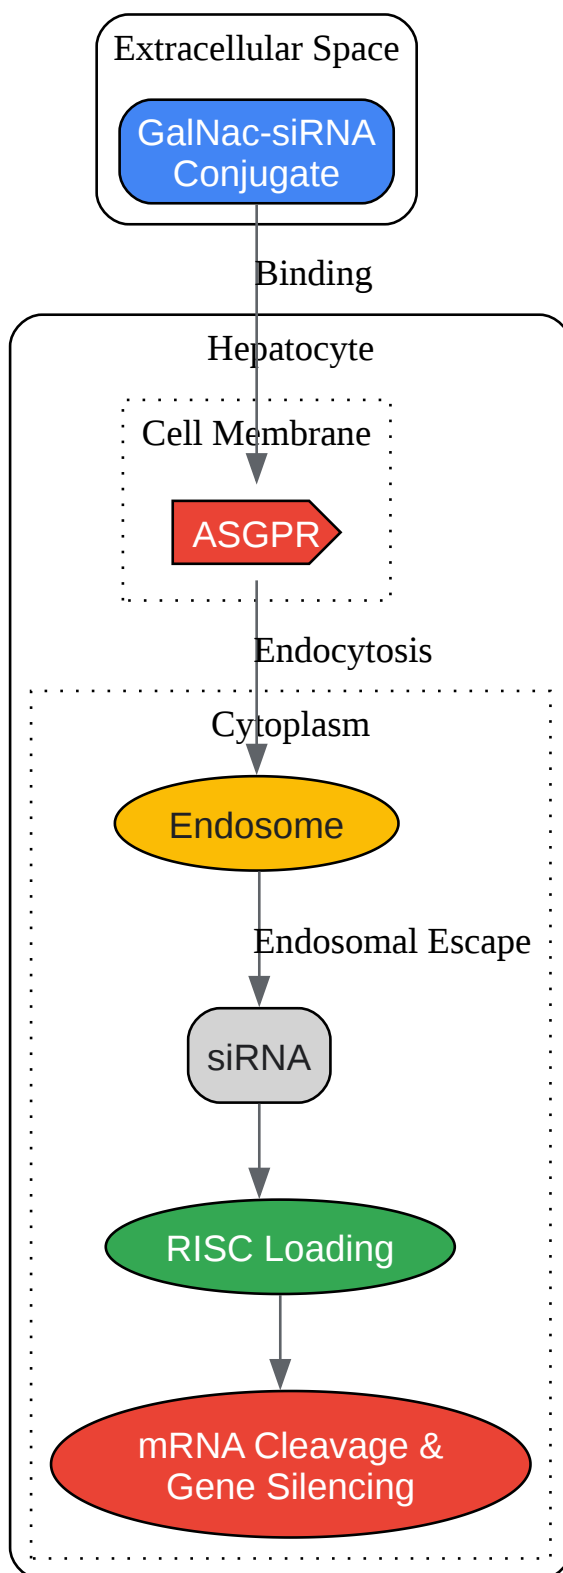 Extracellular Space
GalNac-siRNA
Conjugate
Binding
Hepatocyte
Cell Membrane
ASGPR
Endocytosis
Cytoplasm
Endosome
Endosomal Escape
siRNA
RISC Loading
mRNA Cleavage &
Gene Silencing